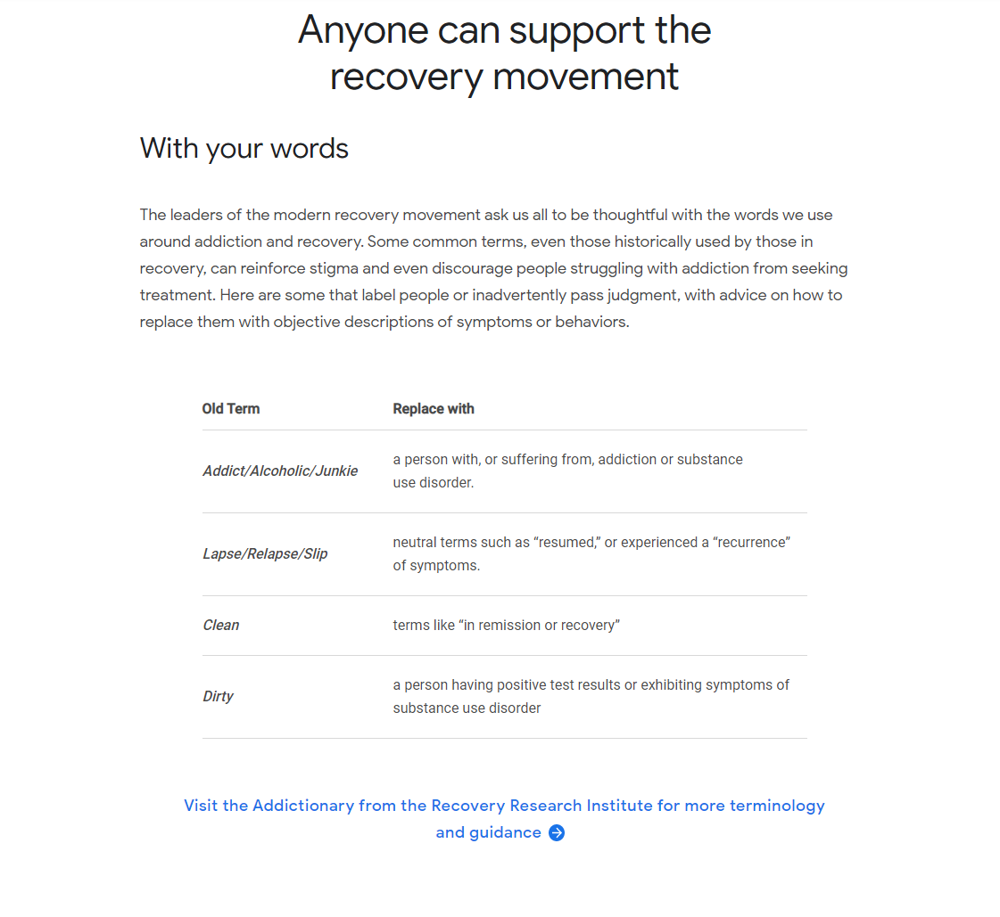 Anyone can support the
recovery movement
With your words
The leaders of the modern recovery movement ask us all to be thoughtful with the words we use
around addiction and recovery. Some common terms, even those historically used by those in
recovery, can reinforce stigma and even discourage people struggling with addiction from seeking
treatment. Here are some that label people or inadvertently pass judgment, with advice on how to
replace them with objective descriptions of symptoms or behaviors.
Old Term Replace with
Addict/Alcoholic/Junkie a person with, or suffering from, addiction or substance
use disorder.
Lapse/Relapse/Slip neutral terms such as “resumed,” or experienced a “recurrence”
of symptoms.
Clean terms like “in remission or recovery”
Dirty a person having positive test results or exhibiting symptoms of
substance use disorder
Visit the Addictionary from the Recovery Research Institute for more terminology
and guidance